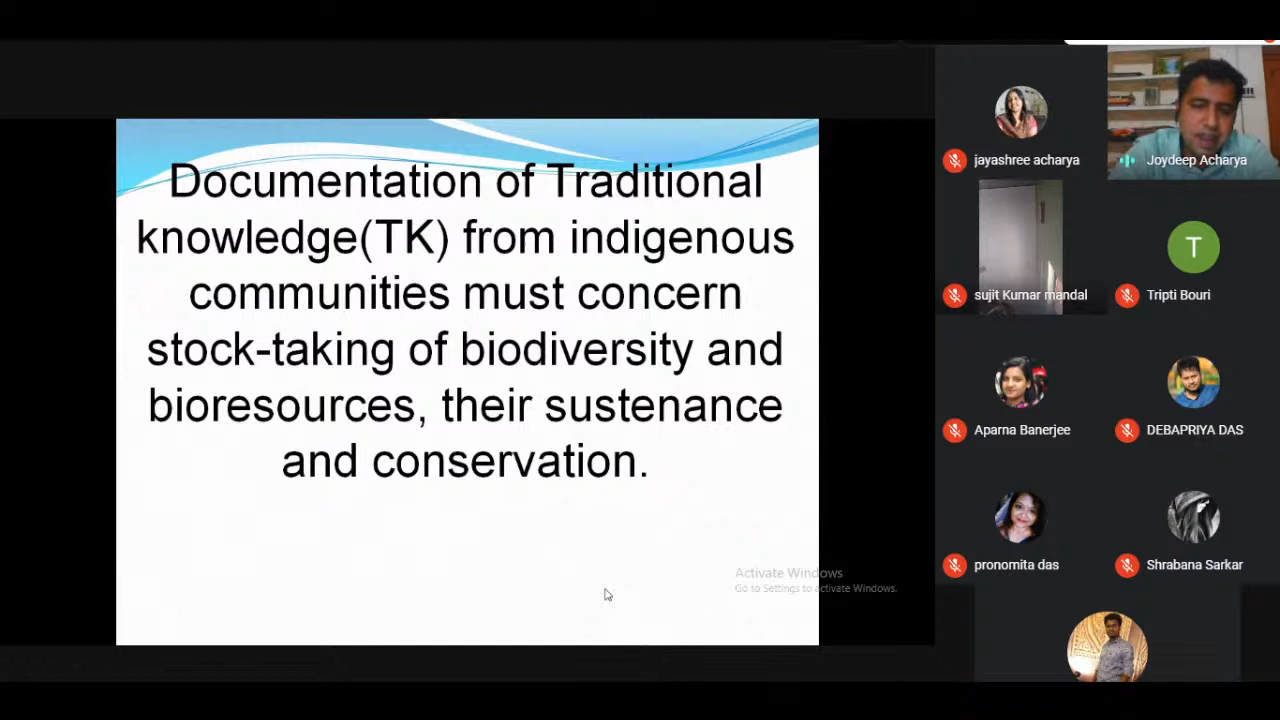 Documentation of Traditional
knowledge(TK) from indigenous
communities must concern
stock-taking of biodiversity and
bioresources, their sustenance
and conservation.
Activate Windows
Go to Settings to activate Windows.
jayashree acharya
Joydeep Acharya
sujit Kumar mandal
T
Tripti Bouri
Aparna Banerjee
DEBAPRIYA DAS
pronomita das
Shrabana Sarkar